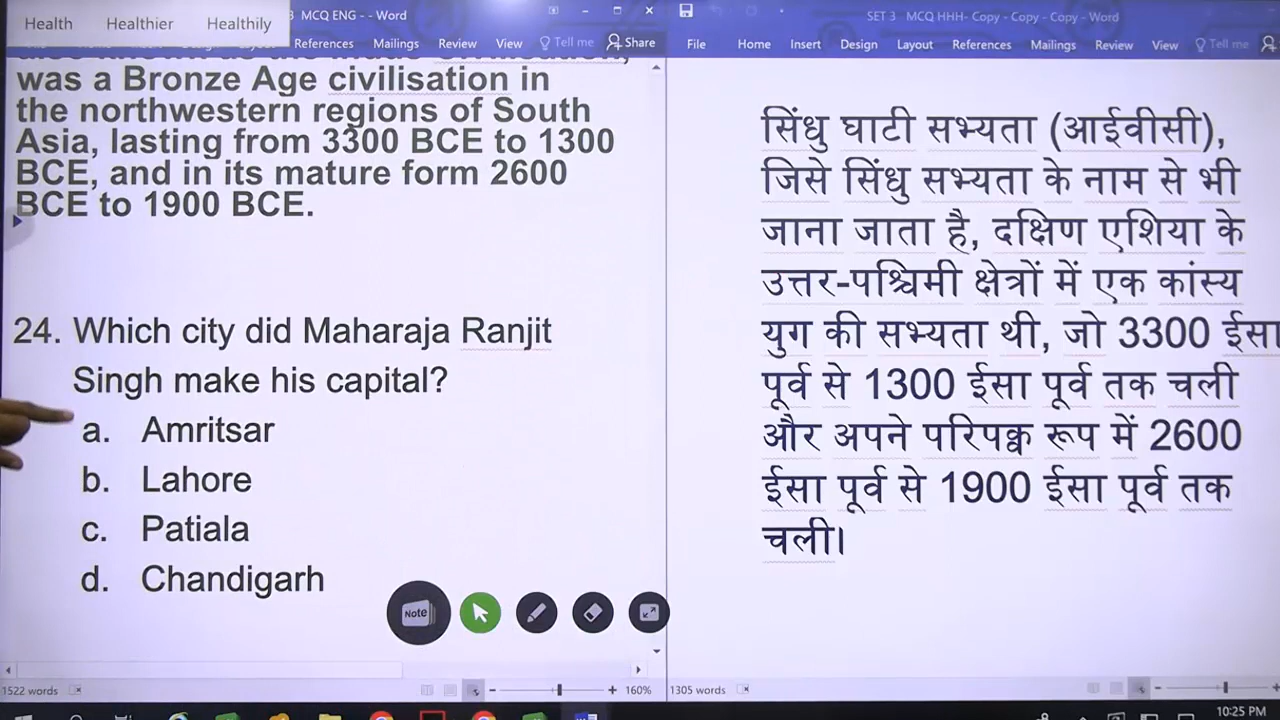 Health Healthier Healthily
3 MCQ ENG - - Word
References Mailings Review View Tell me Share
was a Bronze Age civilisation in
the northwestern regions of South
Asia, lasting from 3300 BCE to 1300
BCE, and in its mature form 2600
BCE to 1900 BCE.
24. Which city did Maharaja Ranjit
Singh make his capital?
a. Amritsar
b. Lahore
c. Patiala
d. Chandigarh
Note
1522 words 160%
SET 3 MCQ HHH- Copy - Copy - Copy - Word
File Home Insert Design Layout References Mailings Review View Tell me
सिंधु घाटी सभ्यता (आईवीसी),
जिसे सिंधु सभ्यता के नाम से भी
जाना जाता है, दक्षिण एशिया के
उत्तर-पश्चिमी क्षेत्रों में एक कांस्य
युग की सभ्यता थी, जो 3300 ईसा
पूर्व से 1300 ईसा पूर्व तक चली
और अपने परिपक्व रूप में 2600
ईसा पूर्व से 1900 ईसा पूर्व तक
चली।
1305 words
10:25 PM